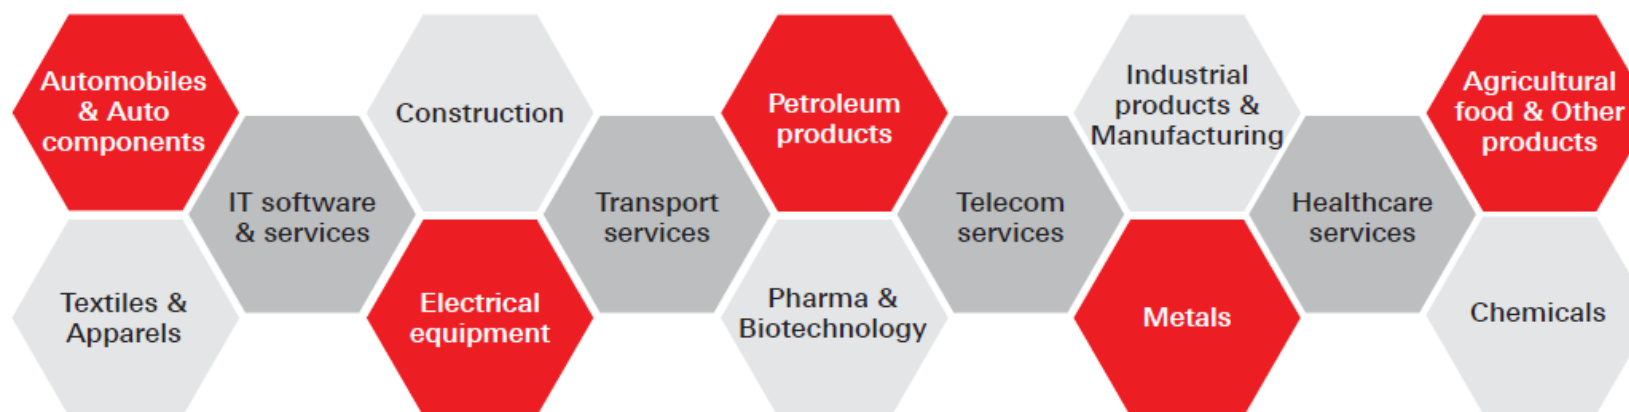 Automobiles
& Auto
components
Construction
Petroleum
products
Industrial
products &
Manufacturing
Agricultural
food & Other
products
IT software
& services
Transport
services
Telecom
services
Healthcare
services
Textiles &
Apparels
Electrical
equipment
Pharma &
Biotechnology
Metals
Chemicals